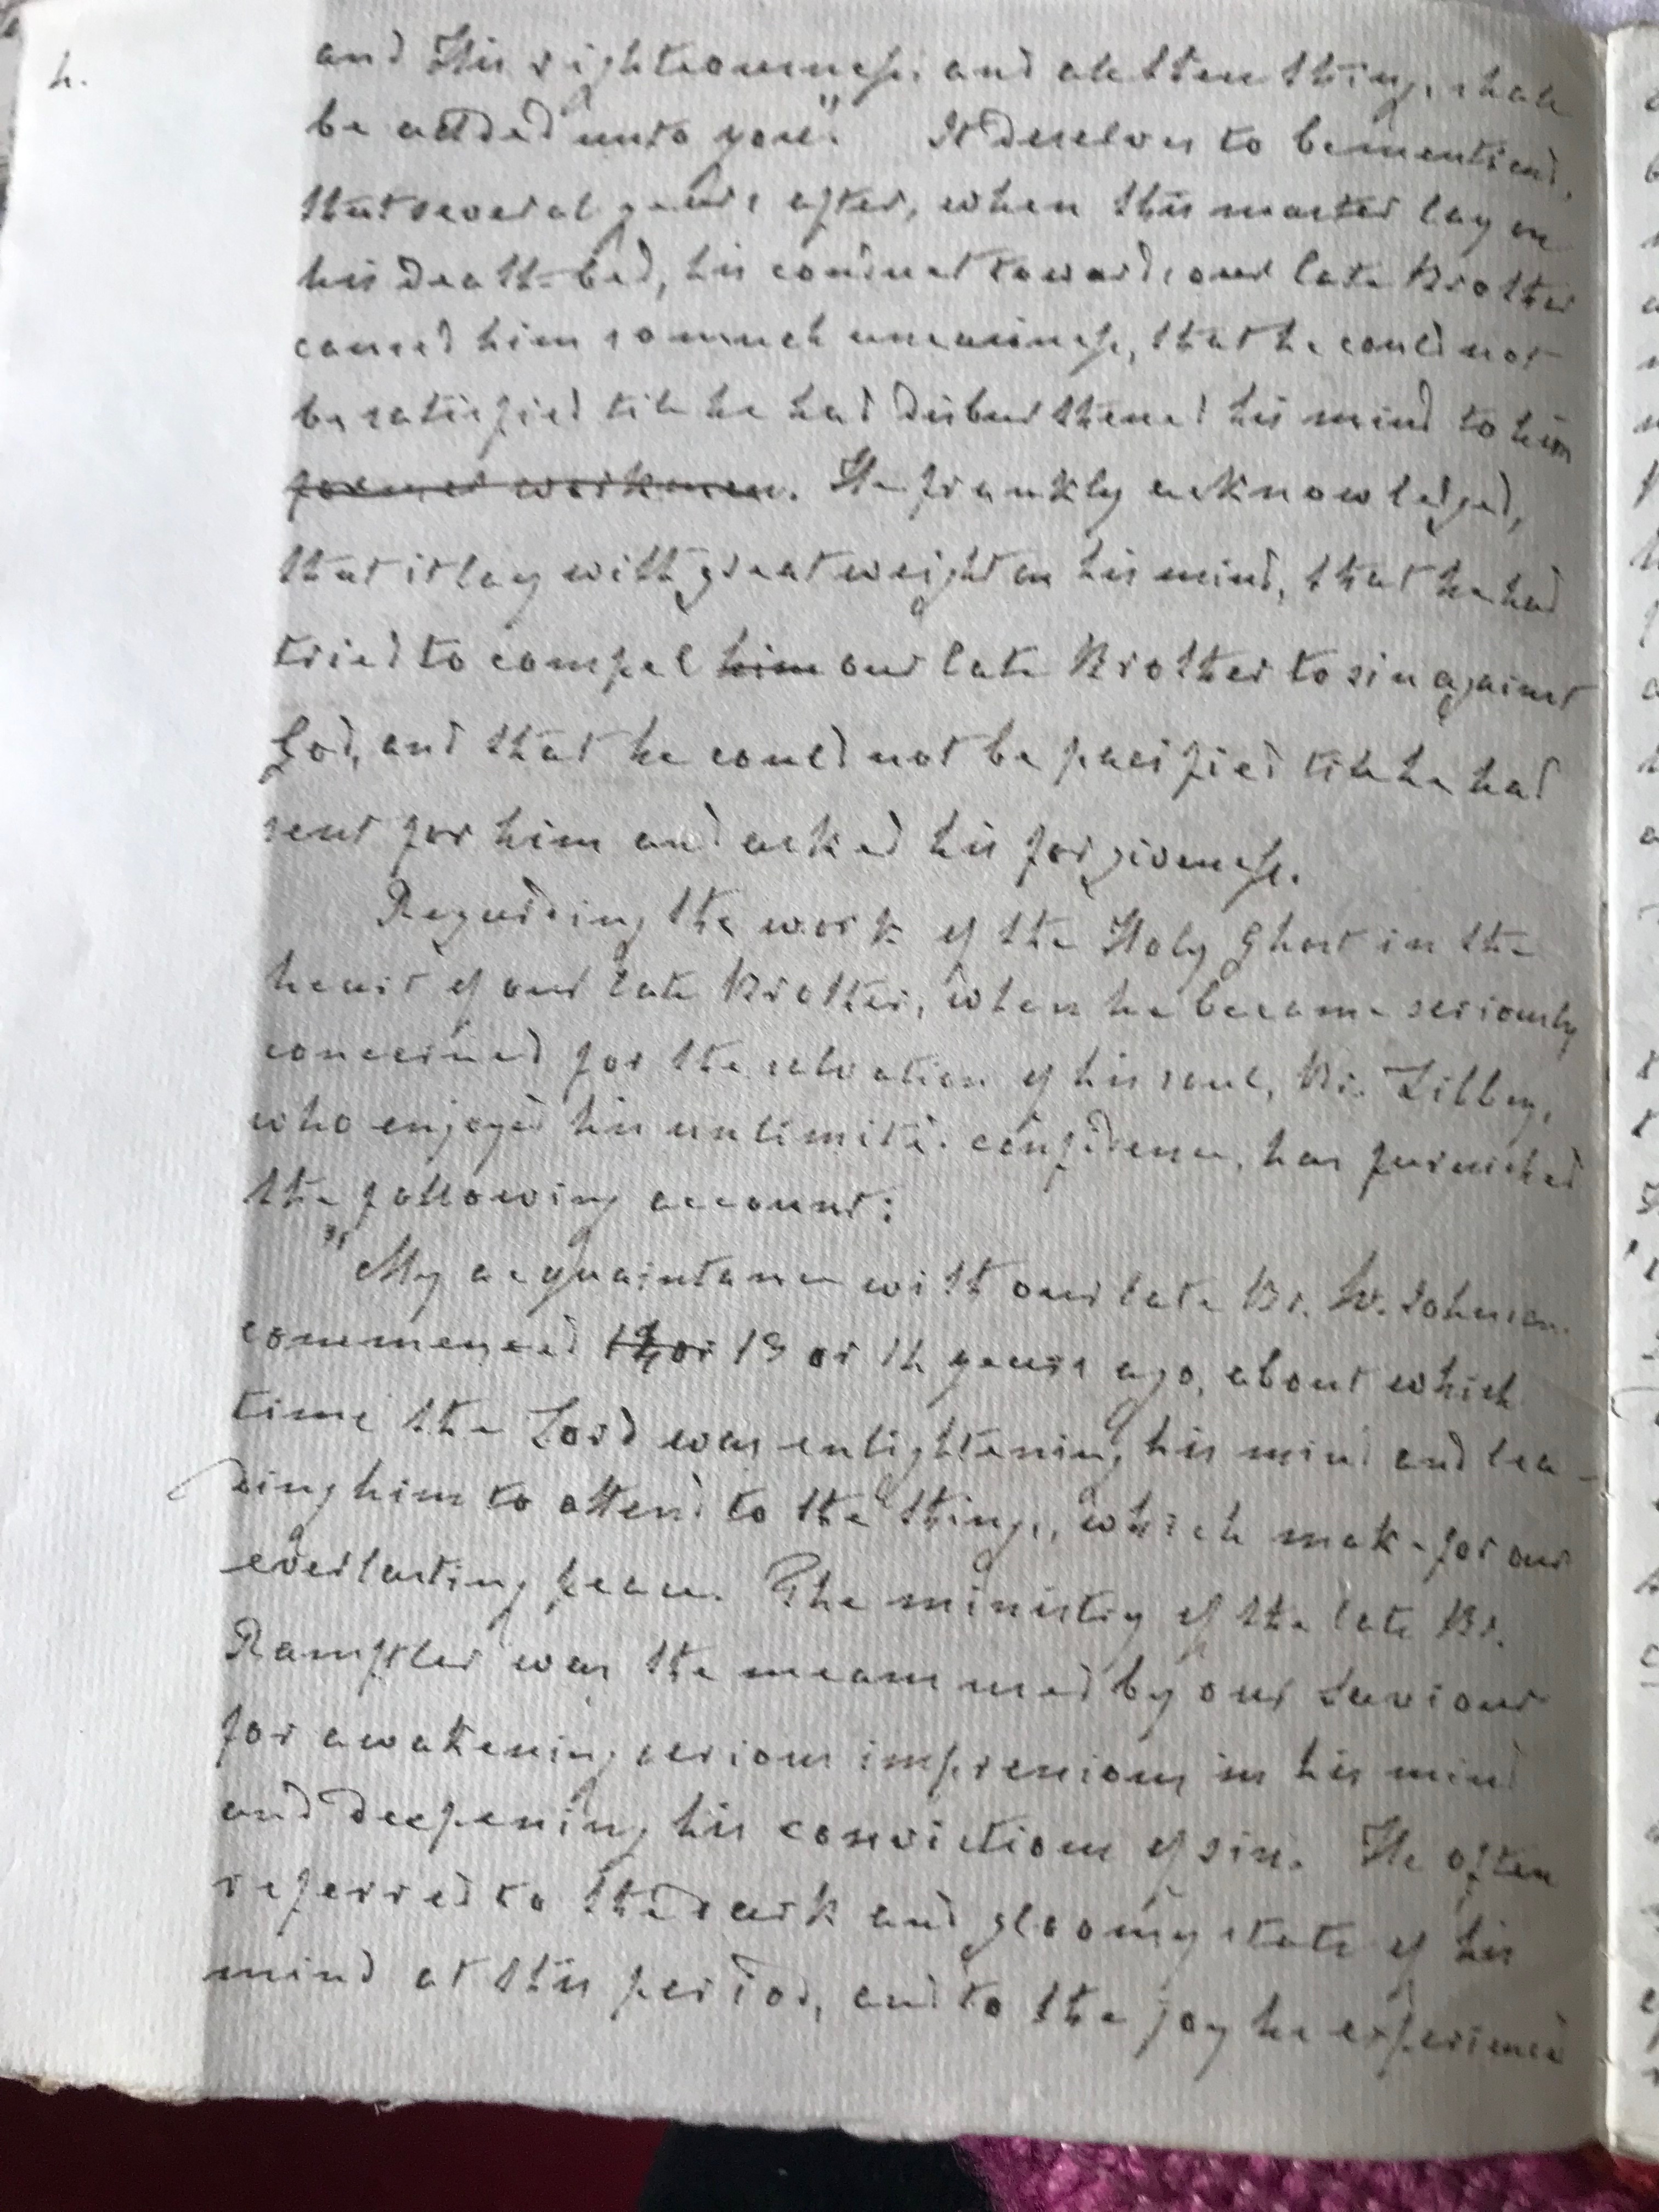 4.
and His righteousness, and all these things shall
be added unto you." It deserves to be mentioned,
that several years after, when this master lay on
his death-bed, his conduct towards our late Brother
caused him so much uneasiness, that he could not
be satisfied till he had disburthened his mind to him
former workman. He frankly acknowledged,
that it lay with great weight on his mind, that he had
tried to compel him our late Brother to sin against
God, and that he could not be pacified till he had
sent for him and asked his forgiveness.
Regarding the work of the Holy Ghost in the
heart of our late Brother, when he became seriously
concerned for the salvation of his soul, Br. Libbey,
who enjoyed his unlimited confidence, has furnished
the following account:
"My acquaintance with our late Br. W. Johnson
commenced or 13 or 14 years ago, about which
time the Lord was enlightening his mind and lea-
ding him to attend to the things, which make for our
everlasting peace. The ministry of the late Br.
Ramftler was the means used by our Saviour
for awakening serious impressions in his mind
and deepening his convictions of sin. He often
referred to the dark and gloomy state of his
mind at this period, and to the joy he experienced